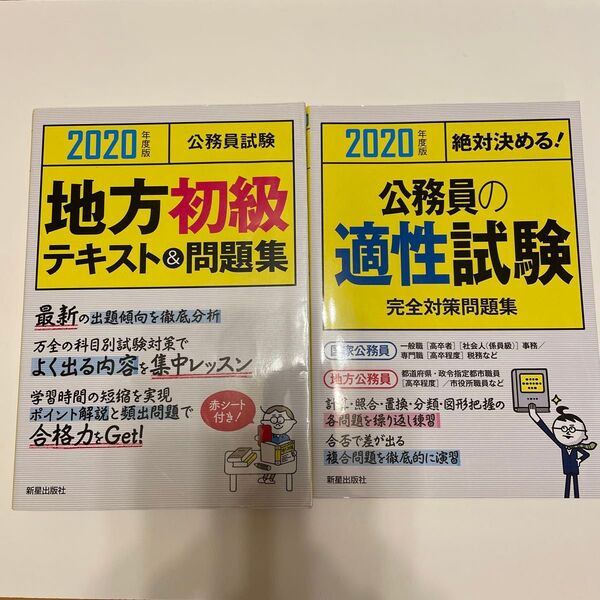 2020年度版 公務員試験
地方初級
テキスト&問題集
最新の出題傾向を徹底分析
万全の科目別試験対策で
よく出る内容を集中レッスン
学習時間の短縮を実現
ポイント解説と頻出問題で
合格力をGet!
赤シート
付き!
新星出版社
2020年度版 絶対決める!
公務員の
適性試験
完全対策問題集
国家公務員 一般職[高卒者][社会人(係員級)]事務/
専門職[高卒程度]税務など
地方公務員 都道府県・政令指定都市職員
[高卒程度]/市役所職員など
計算・照合・置換・分類・図形把握の
各問題を繰り返し練習
合否で差が出る
複合問題を徹底的に演習
新星出版社